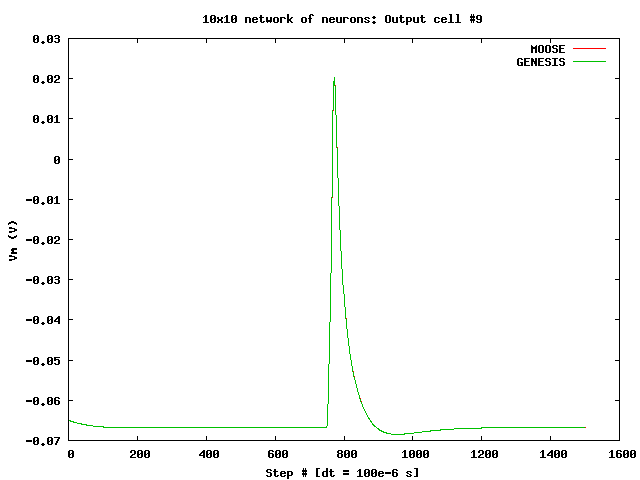 10x10 network of neurons: Output cell #9
MOOSE
GENESIS
0.03
0.02
0.01
0
-0.01
-0.02
-0.03
-0.04
-0.05
-0.06
-0.07
Vm (V)
0 200 400 600 800 1000 1200 1400 1600
Step # [dt = 100e-6 s]